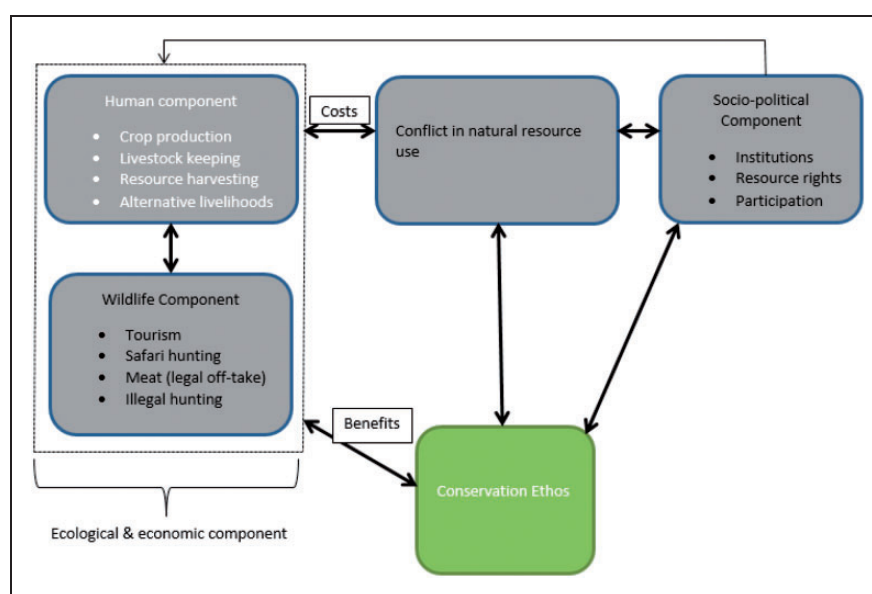 Human component
• Crop production
• Livestock keeping
• Resource harvesting
• Alternative livelihoods
Costs
Conflict in natural resource
use
Socio-political
Component
• Institutions
• Resource rights
• Participation
Wildlife Component
• Tourism
• Safari hunting
• Meat (legal off-take)
• Illegal hunting
Benefits
Conservation Ethos
Ecological & economic component